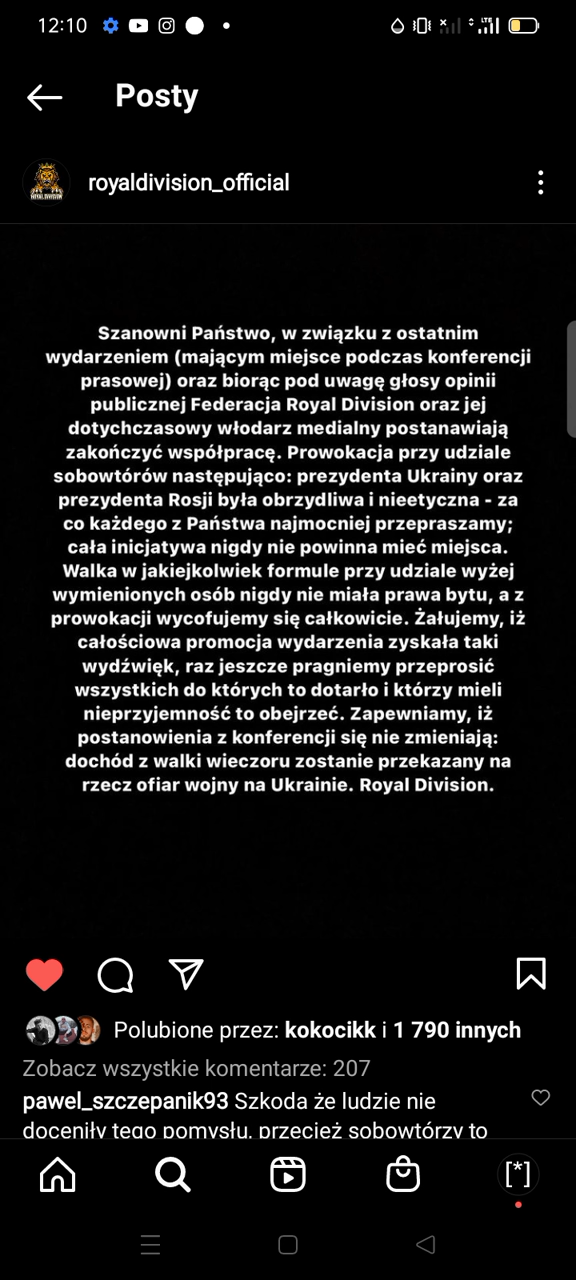 12:10
LTE
Posty
royaldivision_official
Szanowni Państwo, w związku z ostatnim
wydarzeniem (mającym miejsce podczas konferencji
prasowej) oraz biorąc pod uwagę głosy opinii
publicznej Federacja Royal Division oraz jej
dotychczasowy włodarz medialny postanawiają
zakończyć współpracę. Prowokacja przy udziale
sobowtórów następująco: prezydenta Ukrainy oraz
prezydenta Rosji była obrzydliwa i nieetyczna - za
co każdego z Państwa najmocniej przepraszamy;
cała inicjatywa nigdy nie powinna mieć miejsca.
Walka w jakiejkolwiek formule przy udziale wyżej
wymienionych osób nigdy nie miała prawa bytu, a z
prowokacji wycofujemy się całkowicie. Żałujemy, iż
całościowa promocja wydarzenia zyskała taki
wydźwięk, raz jeszcze pragniemy przeprosić
wszystkich do których to dotarło i którzy mieli
nieprzyjemność to obejrzeć. Zapewniamy, iż
postanowienia z konferencji się nie zmieniają:
dochód z walki wieczoru zostanie przekazany na
rzecz ofiar wojny na Ukrainie. Royal Division.
Polubione przez: kokocikk i 1 790 innych
Zobacz wszystkie komentarze: 207
pawel_szczepanik93 Szkoda że ludzie nie
doceniły tego pomysłu, przecież sobowtórzy to
[*]